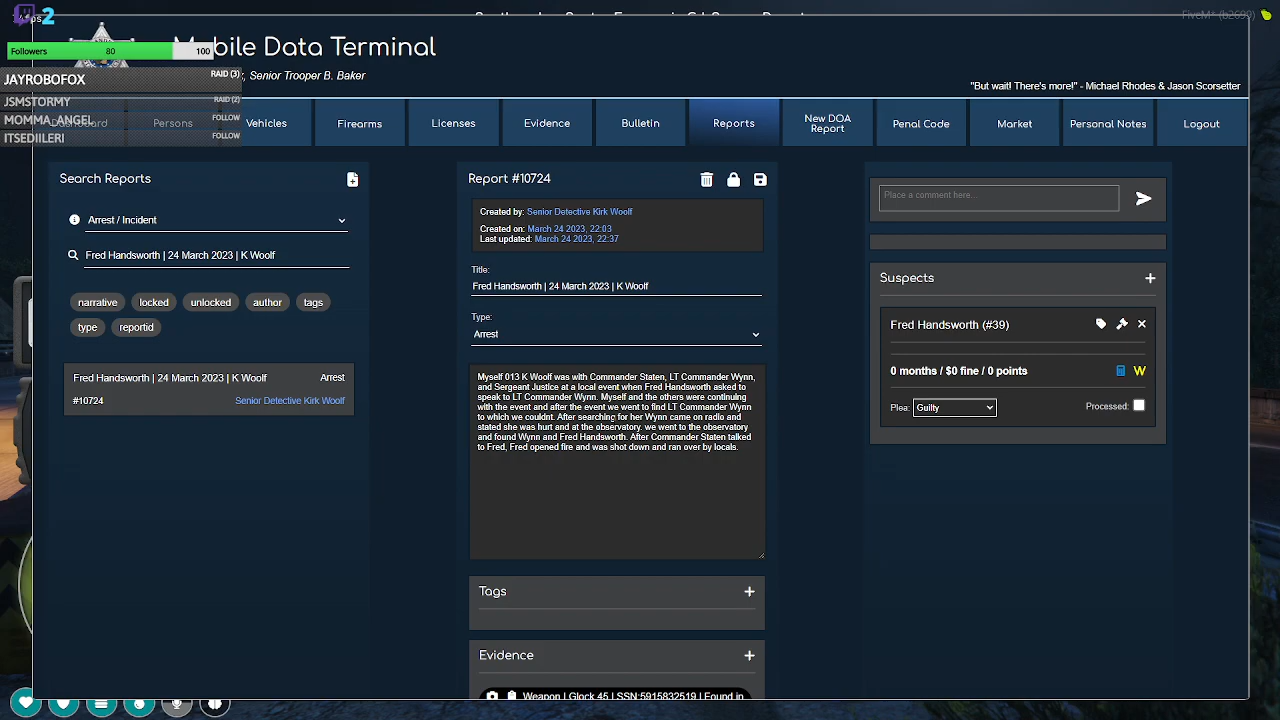 2
FiveM* (b2699)
Followers 80 100
Mobile Data Terminal
JAYROBOFOX RAID (3)
, Senior Trooper B. Baker
"But wait! There's more!" - Michael Rhodes & Jason Scorsetter
JSMSTORMY RAID (2)
MOMMA_ANGEL FOLLOW
ITSEDIILERI FOLLOW
Dashboard
Persons
Vehicles
Firearms
Licenses
Evidence
Bulletin
Reports
New DOA
Report
Penal Code
Market
Personal Notes
Logout
Search Reports
Arrest / Incident
Fred Handsworth | 24 March 2023 | K Woolf
narrative locked unlocked author tags
type reportid
Fred Handsworth | 24 March 2023 | K Woolf Arrest
#10724 Senior Detective Kirk Woolf
Report #10724
Created by: Senior Detective Kirk Woolf
Created on: March 24 2023, 22:03
Last updated: March 24 2023, 22:37
Title:
Fred Handsworth | 24 March 2023 | K Woolf
Type:
Arrest
Myself 013 K Woolf was with Commander Staten, LT Commander Wynn,
and Sergeant Justice at a local event when Fred Handsworth asked to
speak to LT Commander Wynn. Myself and the others were continuing
with the event and after the event we went to find LT Commander Wynn
to which we couldnt. After searching for her Wynn came on radio and
stated she was hurt and at the observatory. we went to the observatory
and found Wynn and Fred Handsworth. After Commander Staten talked
to Fred, Fred opened fire and was shot down and ran over by locals.
Tags
Evidence
Weapon | Glock 45 | SSN:5915832519 | Found in
Place a comment here...
Suspects
Fred Handsworth (#39)
0 months / $0 fine / 0 points W
Plea: Guilty Processed: